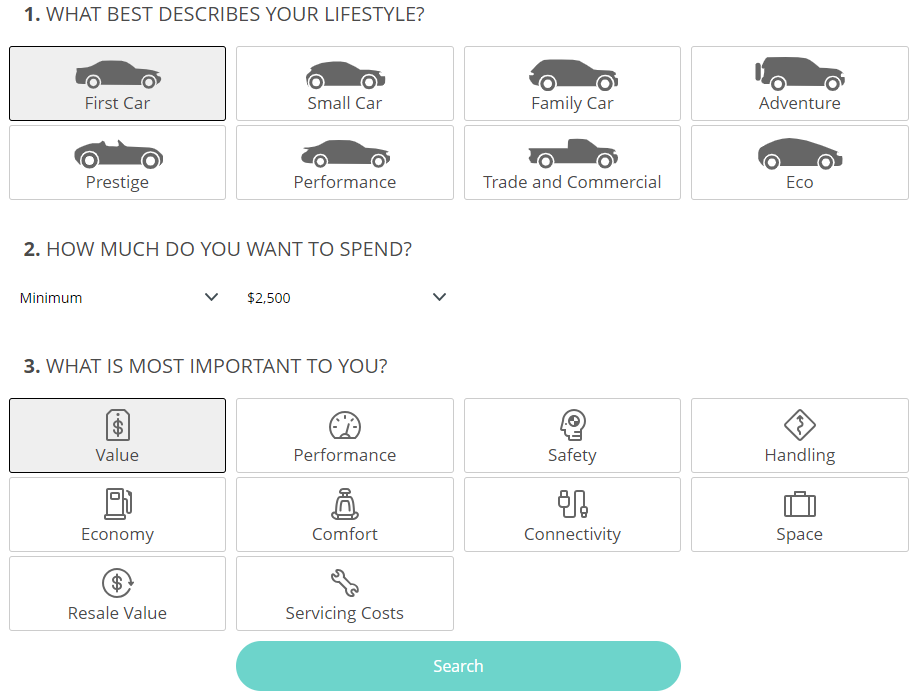 1. WHAT BEST DESCRIBES YOUR LIFESTYLE?
First Car
Small Car
Family Car
Adventure
Prestige
Performance
Trade and Commercial
Eco
2. HOW MUCH DO YOU WANT TO SPEND?
Minimum
$2,500
3. WHAT IS MOST IMPORTANT TO YOU?
Value
Performance
Safety
Handling
Economy
Comfort
Connectivity
Space
Resale Value
Servicing Costs
Search